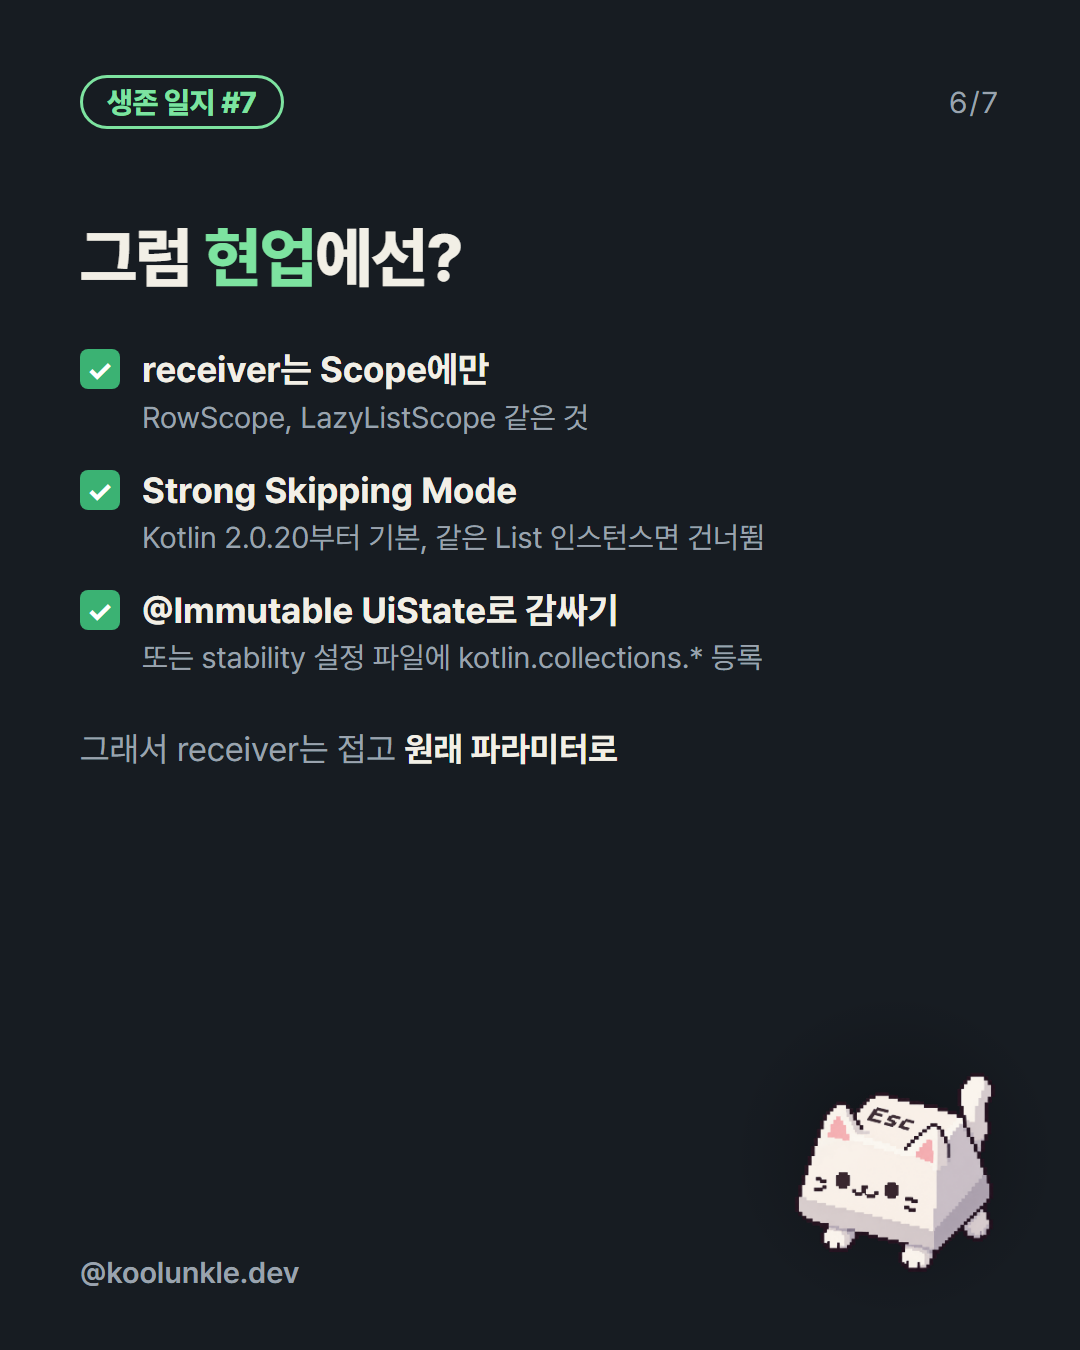 생존 일지 #7
6/7
그럼 현업에선?
receiver는 Scope에만
RowScope, LazyListScope 같은 것
Strong Skipping Mode
Kotlin 2.0.20부터 기본, 같은 List 인스턴스면 건너뜀
@Immutable UiState로 감싸기
또는 stability 설정 파일에 kotlin.collections.* 등록
그래서 receiver는 접고 원래 파라미터로
Esc
@koolunkle.dev